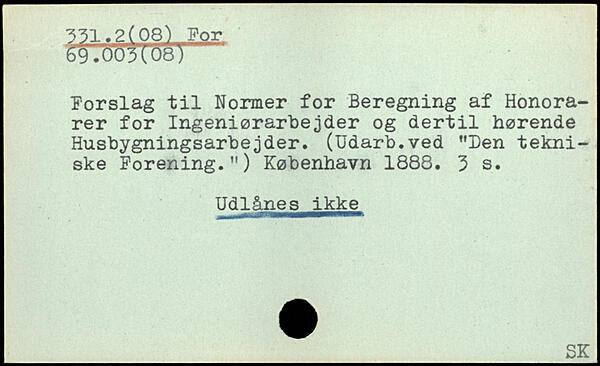 331.2(08) For
69.003(08)
Forslag til Normer for Beregning af Honora-
rer for Ingeniørarbejder og dertil hørende
Husbygningsarbejder. (Udarb.ved "Den tekni-
ske Forening.") København 1888. 3 s.
Udlånes ikke
SK